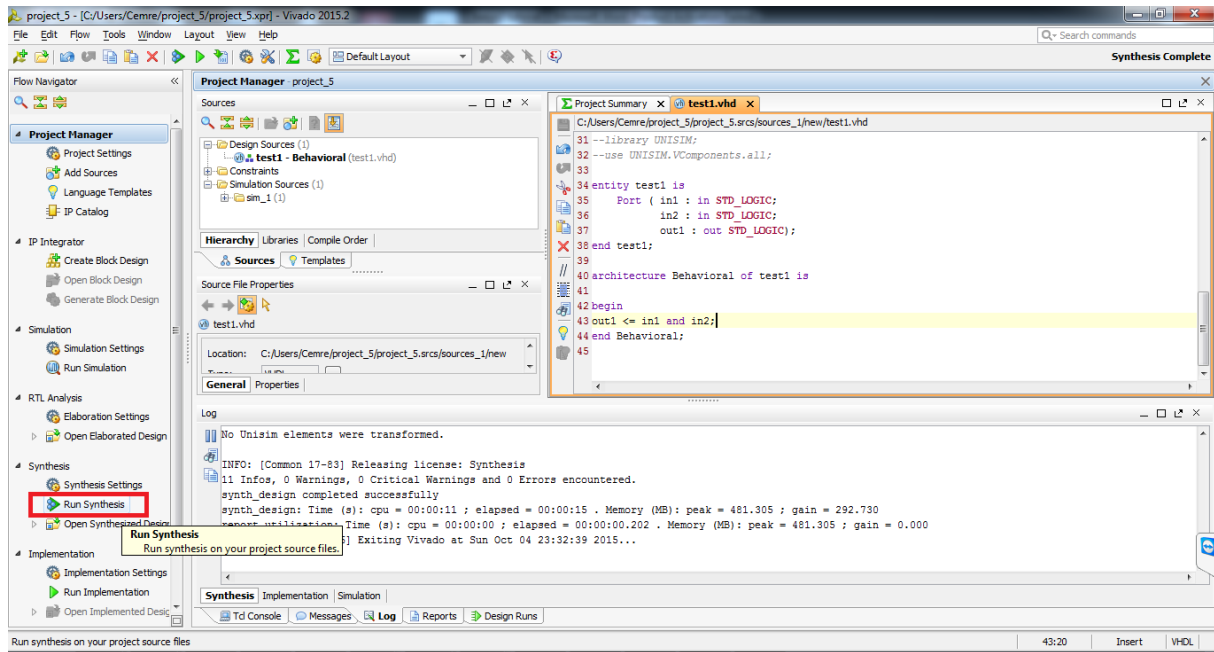 project_5 - [C:/Users/Cemre/project_5/project_5.xpr] - Vivado 2015.2
File Edit Flow Tools Window Layout View Help
Search commands
Default Layout
Synthesis Complete
Flow Navigator
Project Manager
Project Settings
Add Sources
Language Templates
IP Catalog
IP Integrator
Create Block Design
Open Block Design
Generate Block Design
Simulation
Simulation Settings
Run Simulation
RTL Analysis
Elaboration Settings
Open Elaborated Design
Synthesis
Synthesis Settings
Run Synthesis
Open Synthesized Design
Run Synthesis
Run synthesis on your project source files.
Implementation
Implementation Settings
Run Implementation
Open Implemented Desig
Project Manager - project_5
Sources
Design Sources (1)
test1 - Behavioral (test1.vhd)
Constraints
Simulation Sources (1)
sim_1 (1)
Hierarchy Libraries Compile Order
Sources Templates
Source File Properties
test1.vhd
Location: C:/Users/Cemre/project_5/project_5.srcs/sources_1/new
General Properties
Project Summary test1.vhd
C:/Users/Cemre/project_5/project_5.srcs/sources_1/new/test1.vhd
31 --library UNISIM;
32 --use UNISIM.VComponents.all;
33
34 entity test1 is
35 Port ( in1 : in STD_LOGIC;
36 in2 : in STD_LOGIC;
37 out1 : out STD_LOGIC);
38 end test1;
39
40 architecture Behavioral of test1 is
41
42 begin
43 out1 <= in1 and in2;
44 end Behavioral;
45
Log
No Unisim elements were transformed.
INFO: [Common 17-83] Releasing license: Synthesis
11 Infos, 0 Warnings, 0 Critical Warnings and 0 Errors encountered.
synth_design completed successfully
synth_design: Time (s): cpu = 00:00:11 ; elapsed = 00:00:15 . Memory (MB): peak = 481.305 ; gain = 292.730
report_utilization: Time (s): cpu = 00:00:00 ; elapsed = 00:00:00.202 . Memory (MB): peak = 481.305 ; gain = 0.000
] Exiting Vivado at Sun Oct 04 23:32:39 2015...
Synthesis Implementation Simulation
Tcl Console Messages Log Reports Design Runs
Run synthesis on your project source files
43:20 Insert VHDL